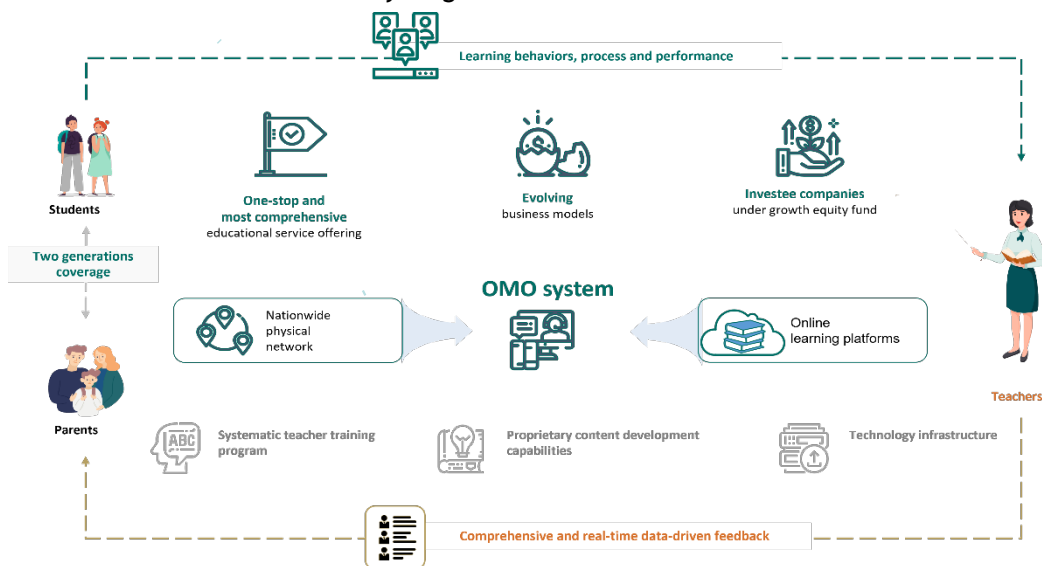 Learning behaviors, process and performance
Students
One-stop and
most comprehensive
educational service offering
Evolving
business models
Investee companies
under growth equity fund
Two generations
coverage
OMO system
Nationwide
physical
network
Online
learning platforms
Parents
Teachers
ABC
Systematic teacher training
program
Proprietary content development
capabilities
Technology infrastructure
Comprehensive and real-time data-driven feedback